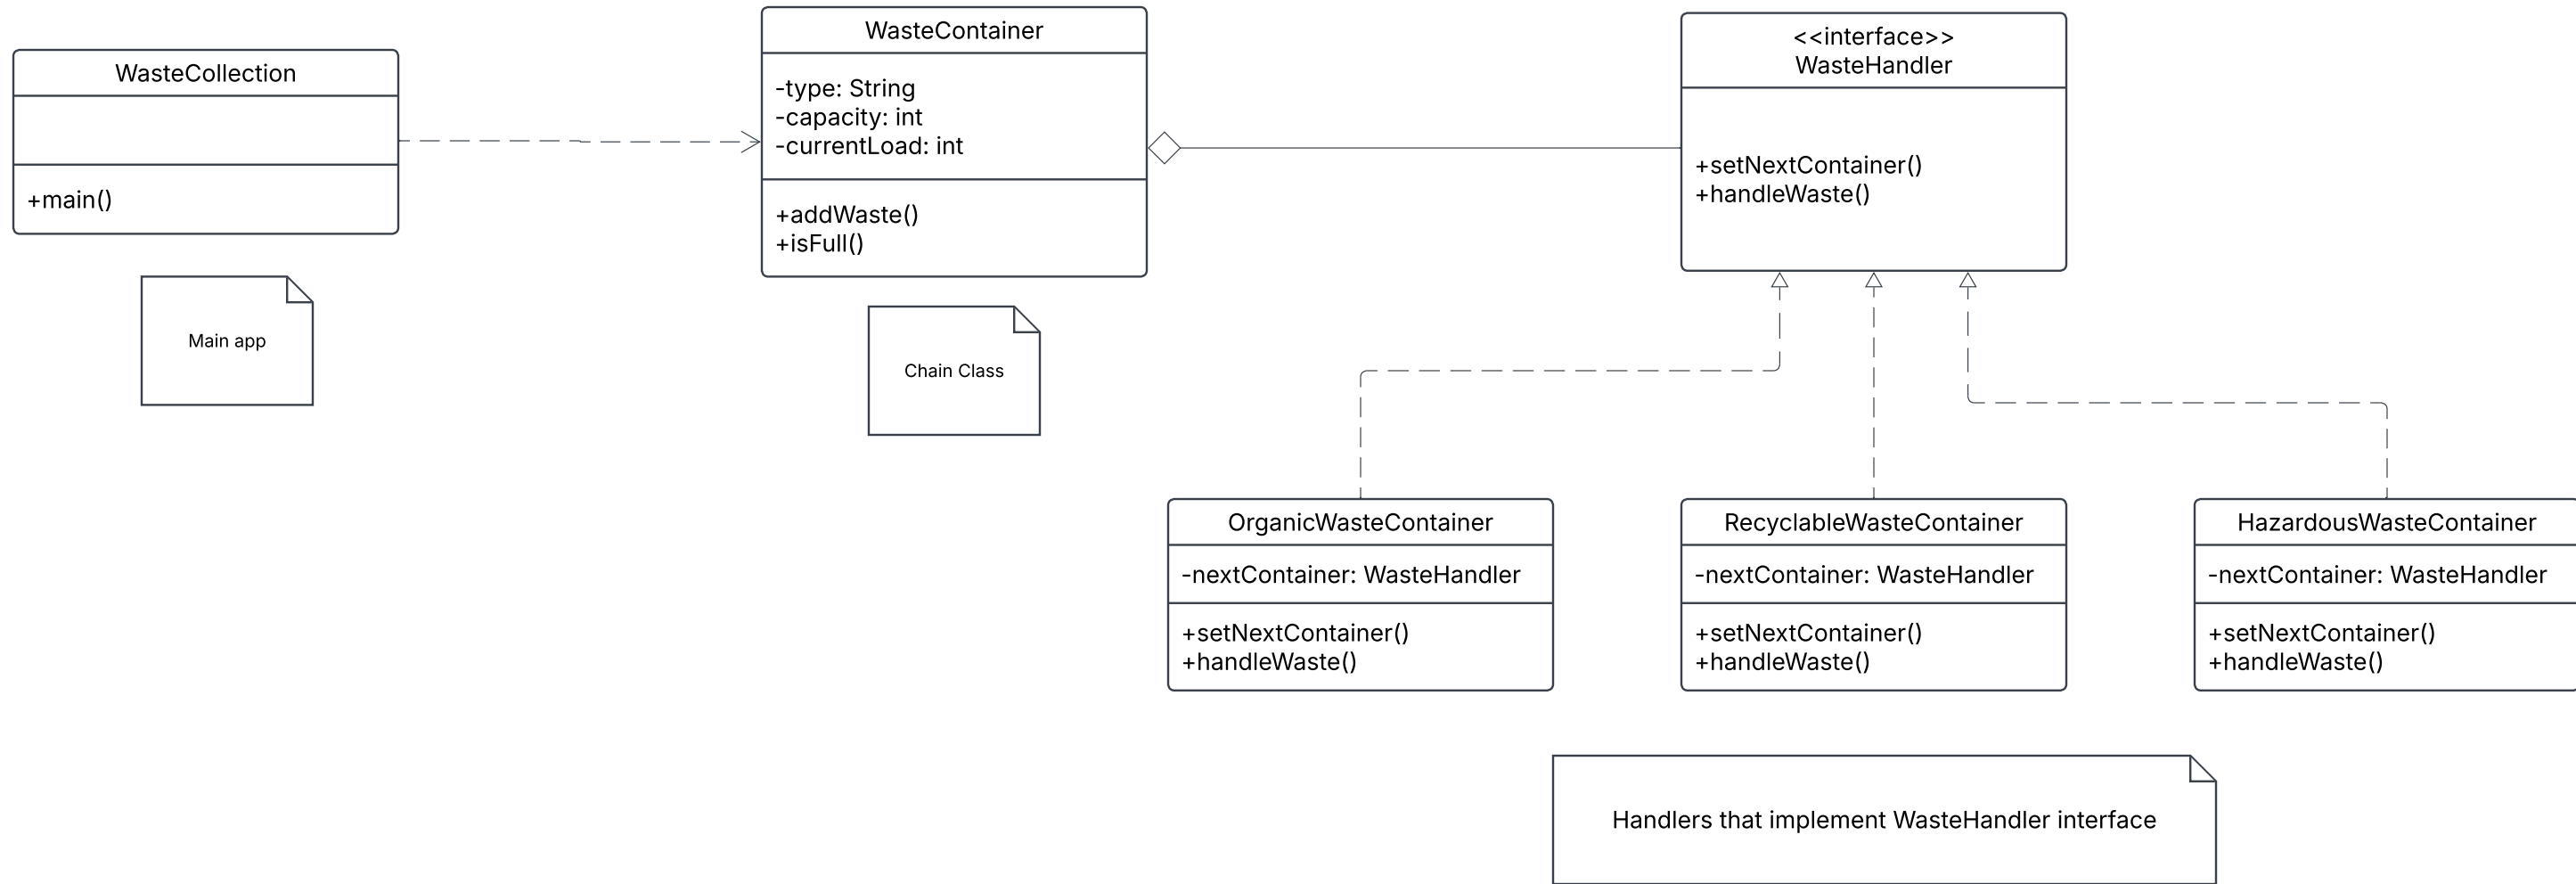 WasteCollection
+main()
Main app
WasteContainer
-type: String
-capacity: int
-currentLoad: int
+addWaste()
+isFull()
Chain Class
<<interface>>
WasteHandler
+setNextContainer()
+handleWaste()
OrganicWasteContainer
-nextContainer: WasteHandler
+setNextContainer()
+handleWaste()
RecyclableWasteContainer
-nextContainer: WasteHandler
+setNextContainer()
+handleWaste()
HazardousWasteContainer
-nextContainer: WasteHandler
+setNextContainer()
+handleWaste()
Handlers that implement WasteHandler interface